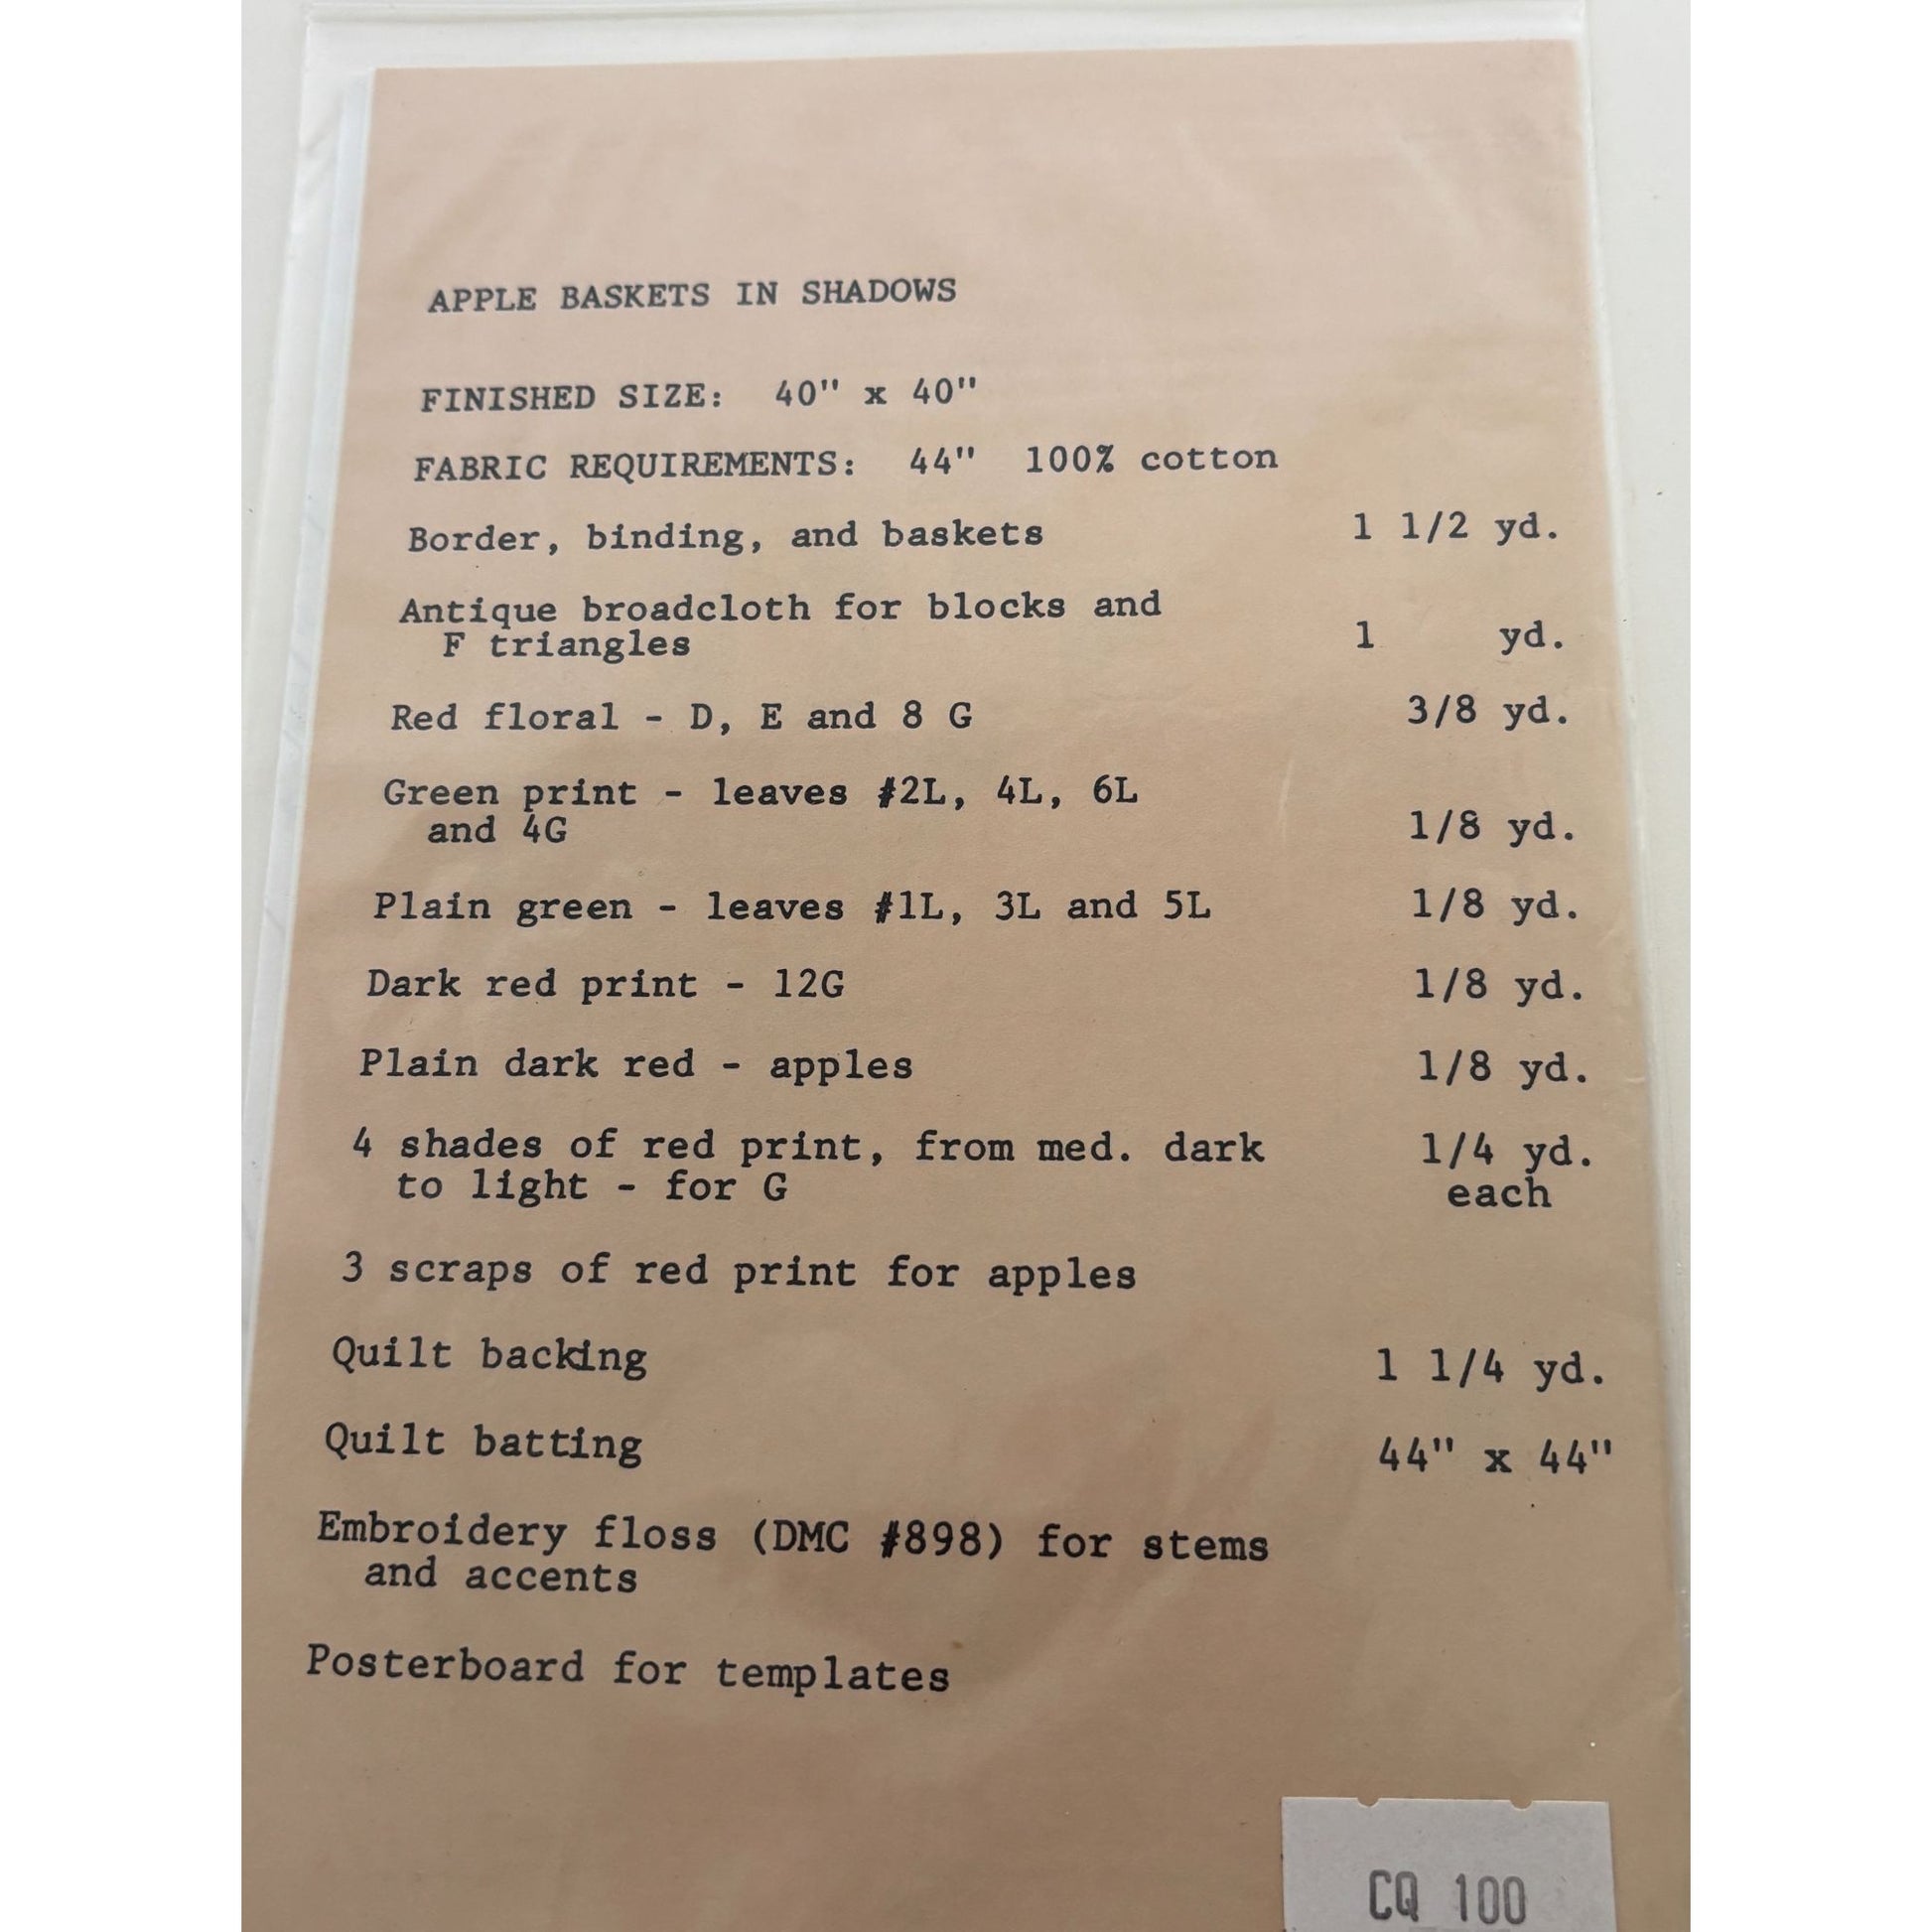 APPLE BASKETS IN SHADOWS
FINISHED SIZE: 40" x 40"
FABRIC REQUIREMENTS: 44" 100% cotton
Border, binding, and baskets 1 1/2 yd.
Antique broadcloth for blocks and
F triangles 1 yd.
Red floral - D, E and 8 G 3/8 yd.
Green print - leaves #2L, 4L, 6L
and 4G 1/8 yd.
Plain green - leaves #1L, 3L and 5L 1/8 yd.
Dark red print - 12G 1/8 yd.
Plain dark red - apples 1/8 yd.
4 shades of red print, from med. dark 1/4 yd.
to light - for G each
3 scraps of red print for apples
Quilt backing 1 1/4 yd.
Quilt batting 44" x 44"
Embroidery floss (DMC #898) for stems
and accents
Posterboard for templates
CQ 100